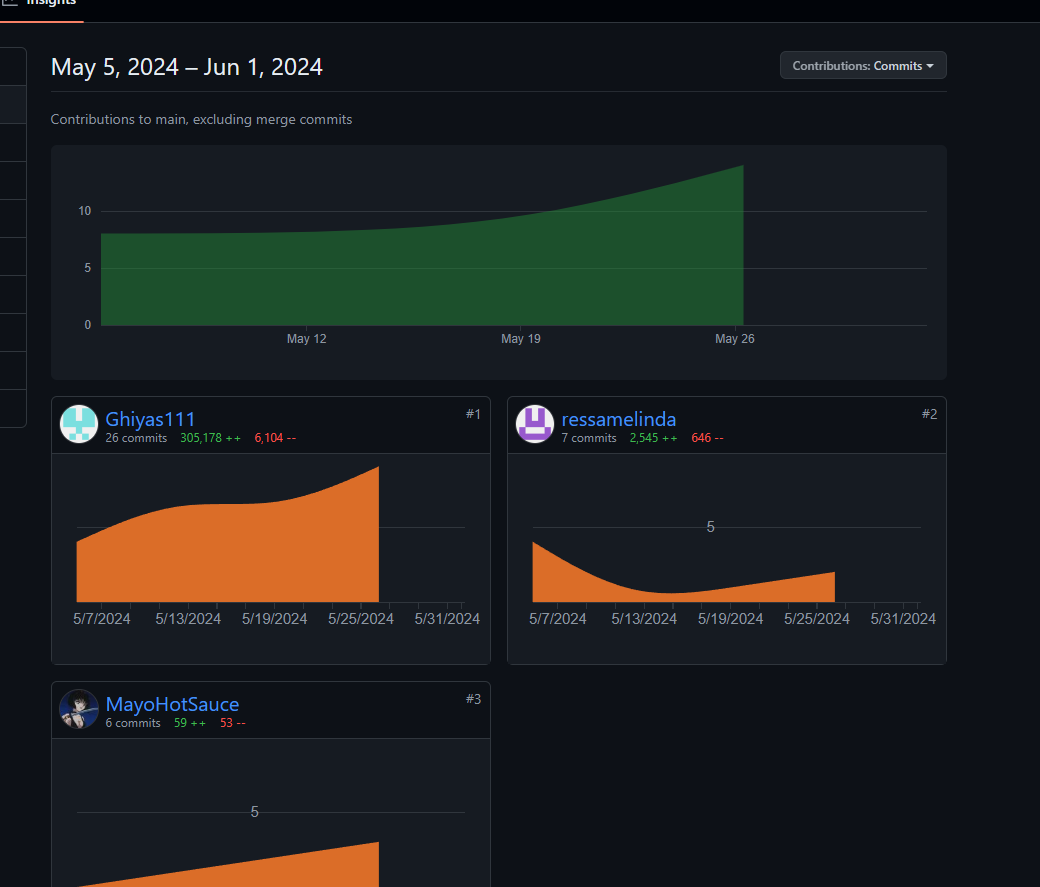 Insights
May 5, 2024 – Jun 1, 2024
Contributions: Commits
Contributions to main, excluding merge commits
10
5
0
May 12 May 19 May 26
Ghiyas111 #1
26 commits 305,178 ++ 6,104 --
5/7/2024 5/13/2024 5/19/2024 5/25/2024 5/31/2024
ressamelinda #2
7 commits 2,545 ++ 646 --
5
5/7/2024 5/13/2024 5/19/2024 5/25/2024 5/31/2024
MayoHotSauce #3
6 commits 59 ++ 53 --
5